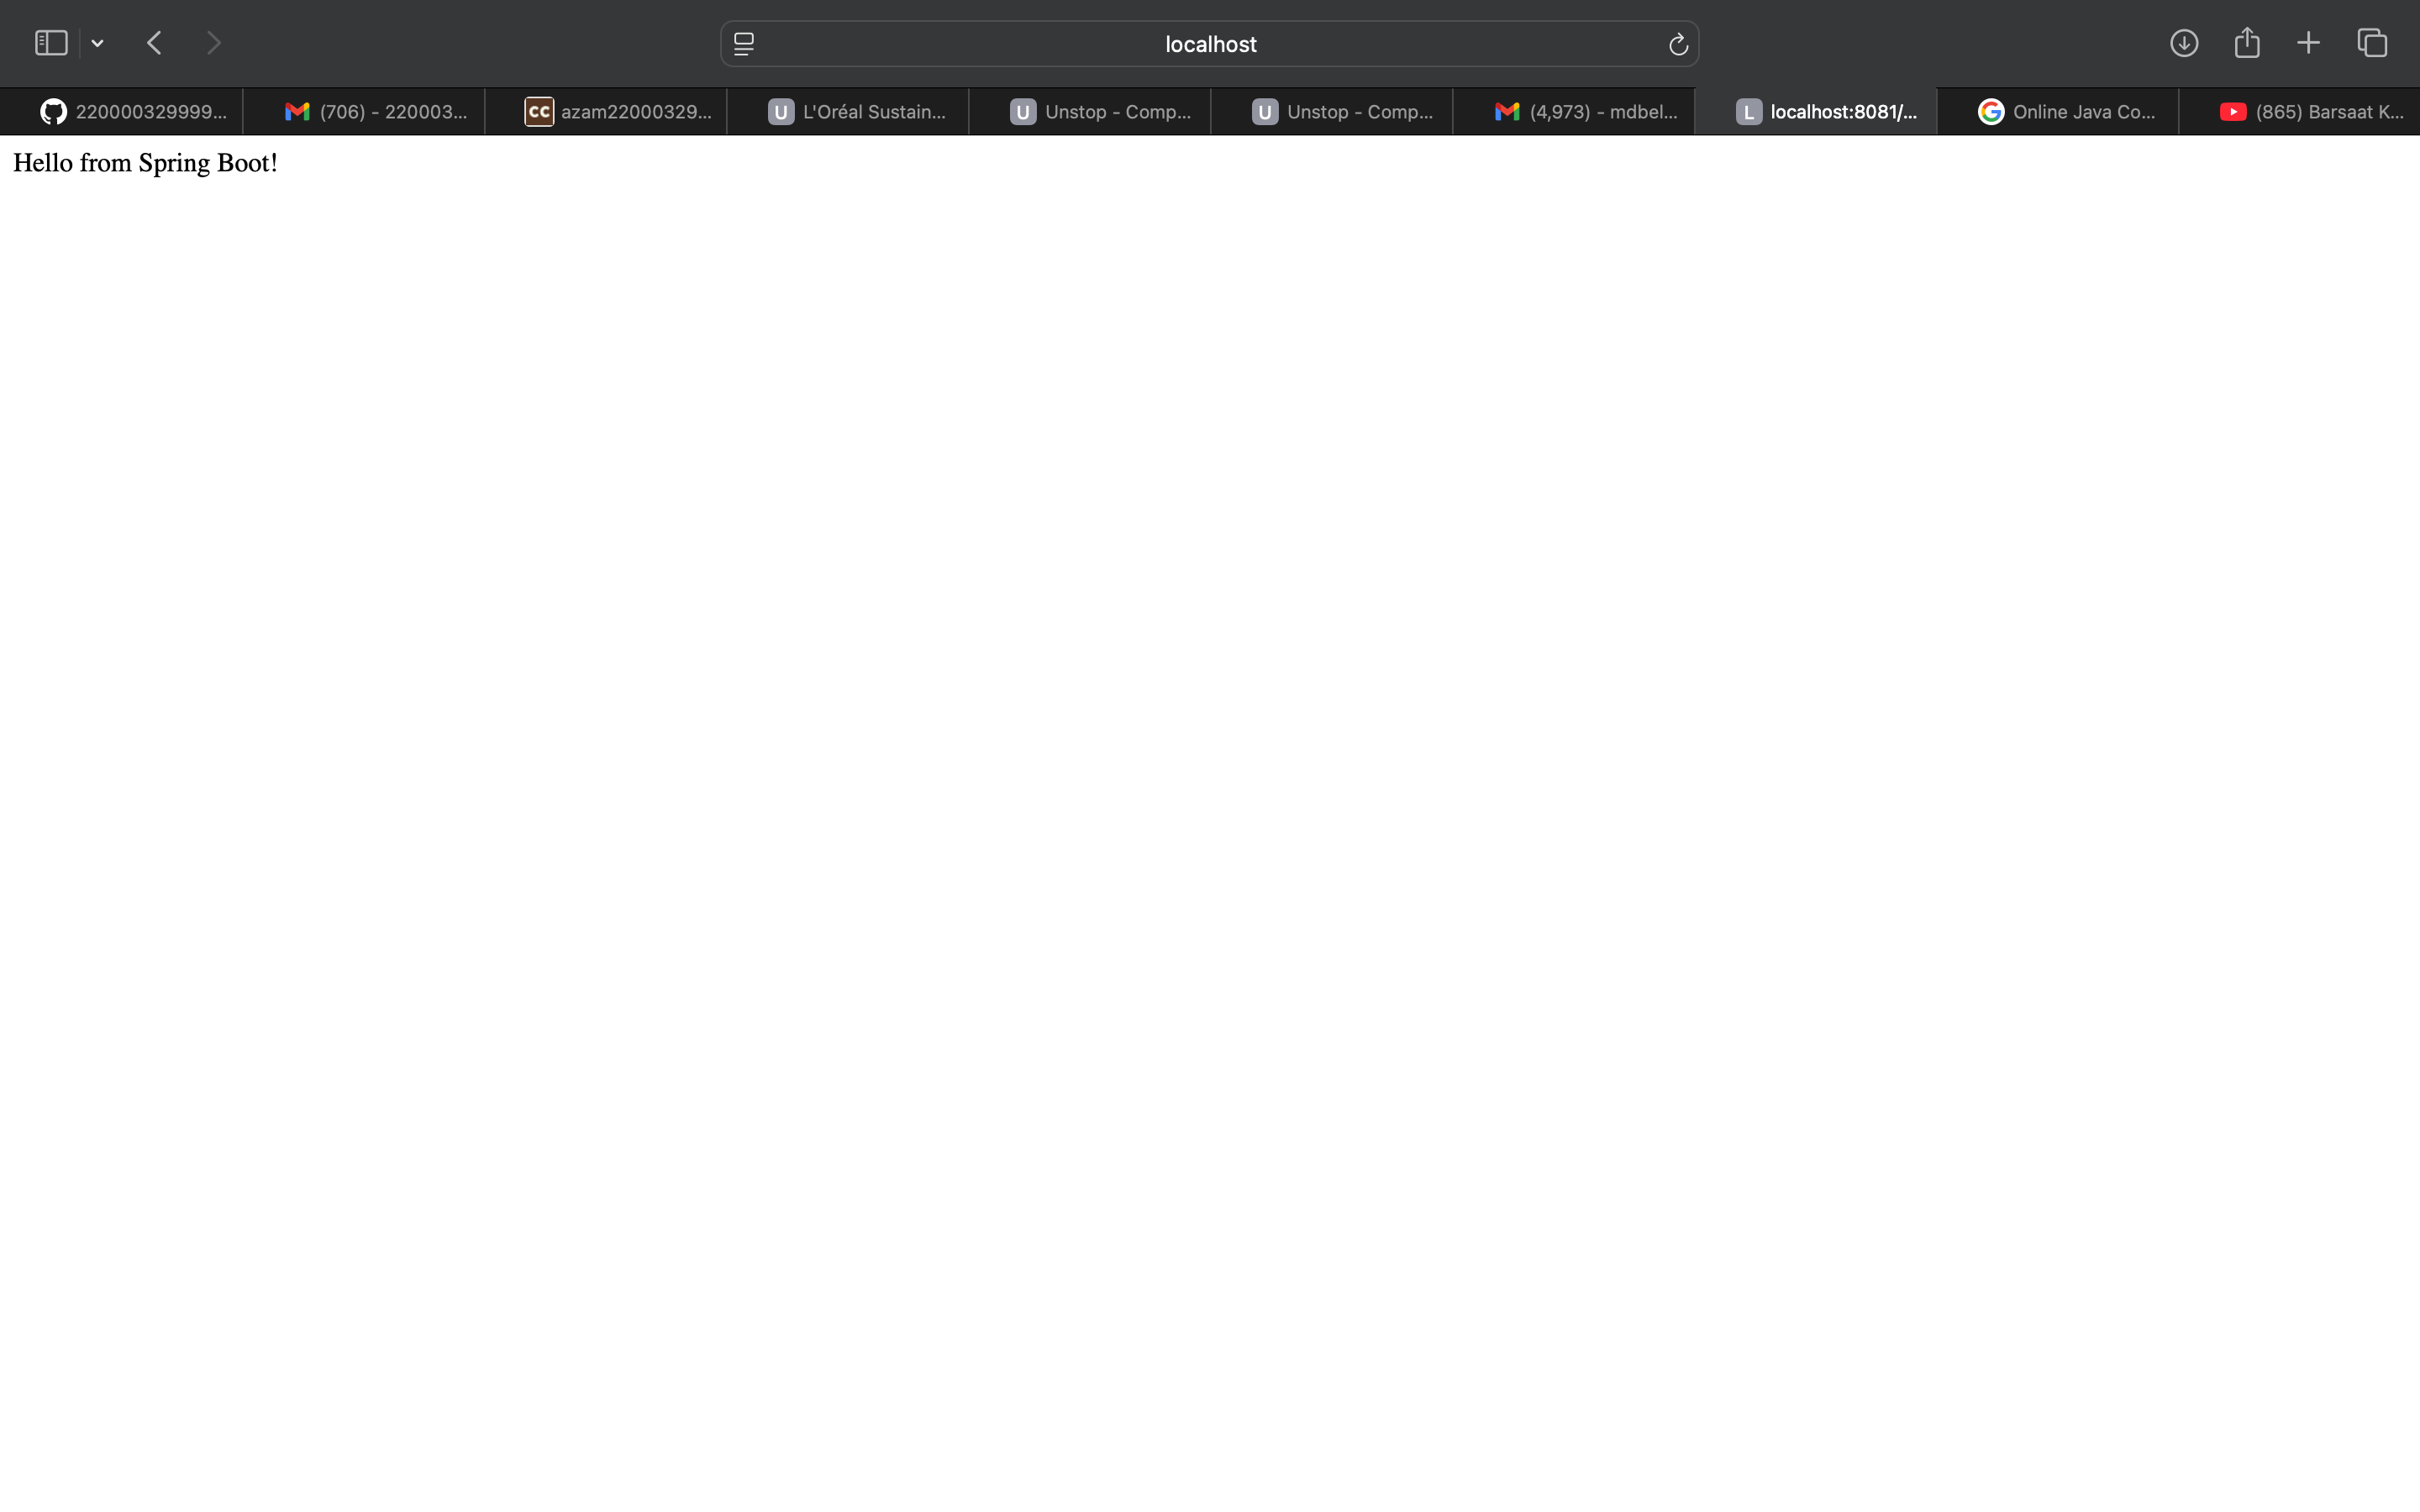 localhost
220000329999...
(706) - 220003...
CC azam22000329...
U L'Oréal Sustain...
U Unstop - Comp...
U Unstop - Comp...
(4,973) - mdbel...
L localhost:8081/...
G Online Java Co...
(865) Barsaat K...
Hello from Spring Boot!